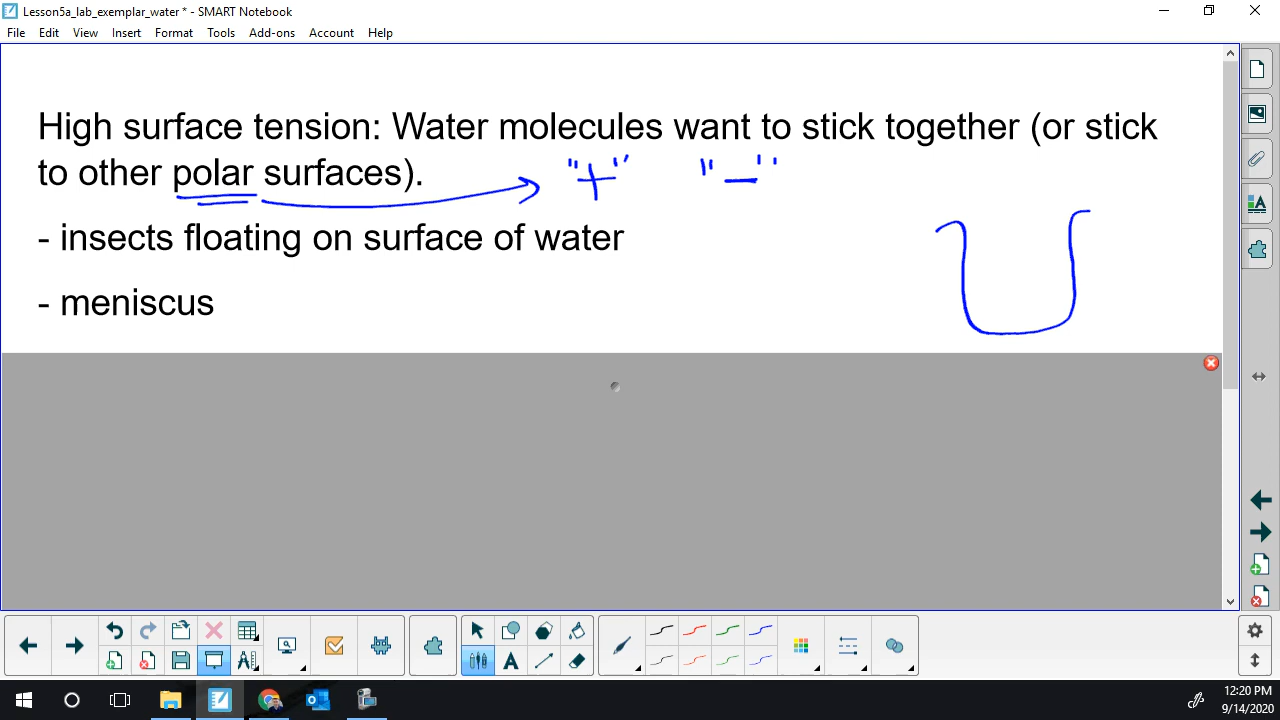 Lesson5a_lab_exemplar_water * - SMART Notebook
File Edit View Insert Format Tools Add-ons Account Help
High surface tension: Water molecules want to stick together (or stick
to other polar surfaces).
"+" "−"
- insects floating on surface of water
- meniscus
12:20 PM
9/14/2020